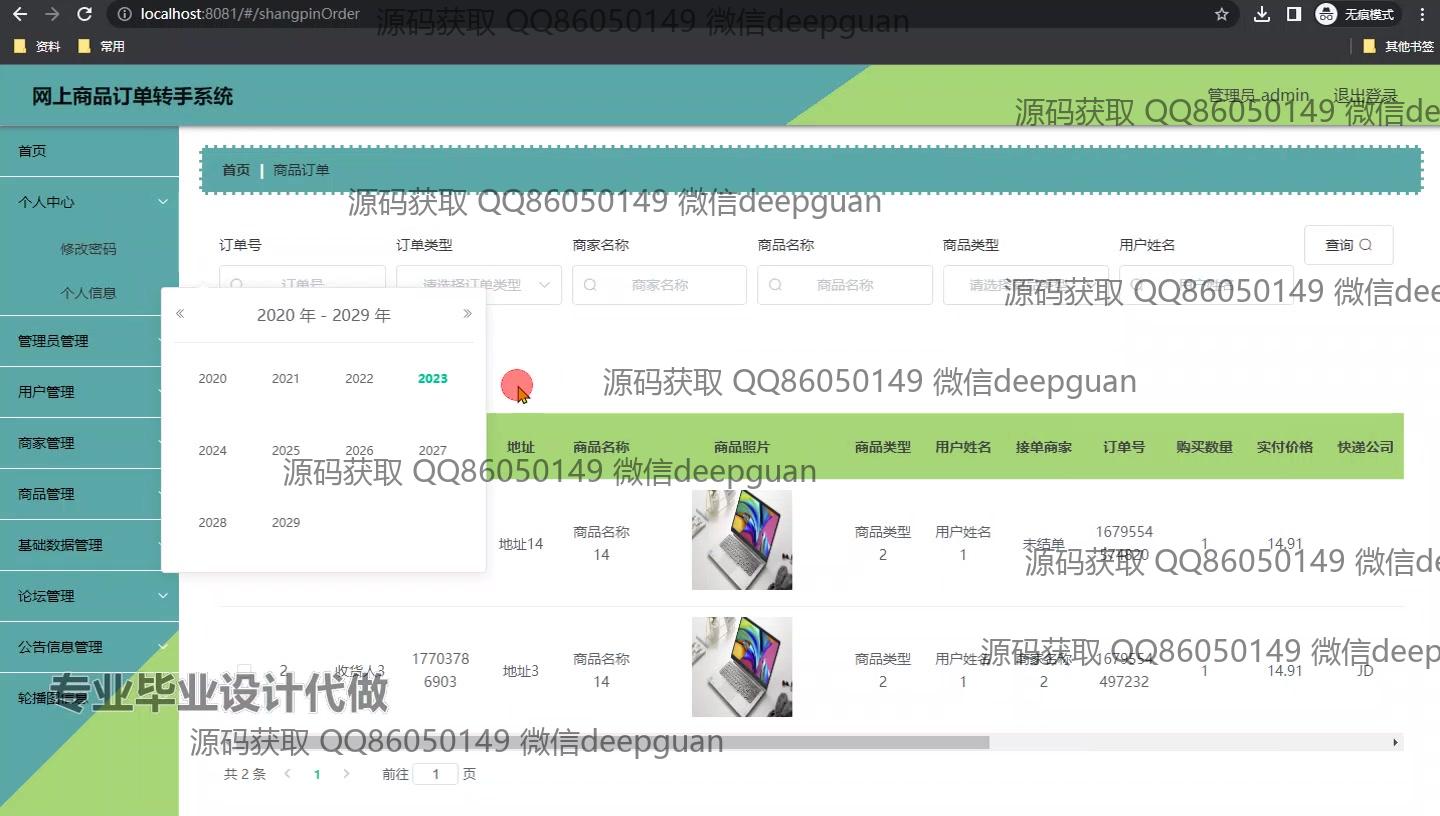 localhost:8081/#/shangpinOrder
无痕模式
资料
常用
其他书签
源码获取 QQ86050149 微信deepguan
网上商品订单转手系统
管理员 admin
退出登录
源码获取 QQ86050149 微信deep
首页
个人中心
修改密码
个人信息
管理员管理
用户管理
商家管理
商品管理
基础数据管理
论坛管理
公告信息管理
轮播图信息
首页 | 商品订单
源码获取 QQ86050149 微信deepguan
订单号
订单类型
商家名称
商品名称
商品类型
用户姓名
查询
订单号
请选择订单类型
商家名称
商品名称
源码获取 QQ86050149 微信dee
« 2020 年 - 2029 年 »
2020 2021 2022 2023
2024 2025 2026 2027
2028 2029
源码获取 QQ86050149 微信deepguan
地址 商品名称 商品照片 商品类型 用户姓名 接单商家 订单号 购买数量 实付价格 快递公司
源码获取 QQ86050149 微信deepguan
地址14
商品名称
14
商品类型
2
用户姓名
1
未结单
1679554
574820
1
14.91
源码获取 QQ86050149 微信de
2
收货人3
1770378
6903
地址3
商品名称
14
商品类型
2
用户姓名
1
商家名称
2
1679554
497232
1
14.91
JD
源码获取 QQ86050149 微信deep
专业毕业设计代做
源码获取 QQ86050149 微信deepguan
共 2 条
1
前往 1 页